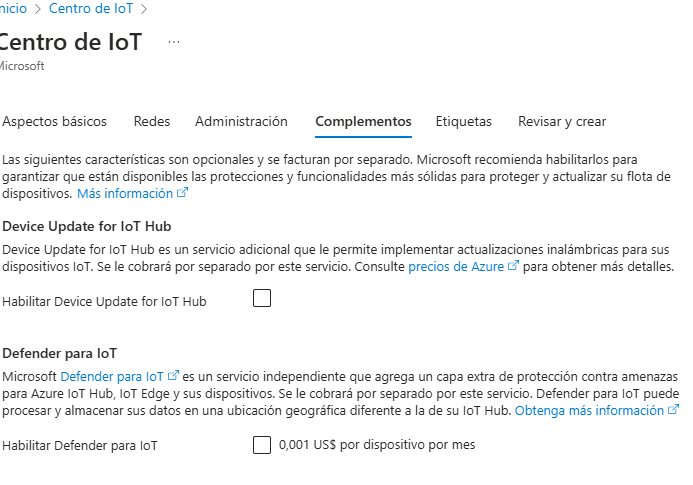 nicio > Centro de IoT >
Centro de IoT ...
Microsoft
Aspectos básicos Redes Administración Complementos Etiquetas Revisar y crear
Las siguientes características son opcionales y se facturan por separado. Microsoft recomienda habilitarlos para
garantizar que están disponibles las protecciones y funcionalidades más sólidas para proteger y actualizar su flota de
dispositivos. Más información
Device Update for IoT Hub
Device Update for IoT Hub es un servicio adicional que le permite implementar actualizaciones inalámbricas para sus
dispositivos IoT. Se le cobrará por separado por este servicio. Consulte precios de Azure para obtener más detalles.
Habilitar Device Update for IoT Hub
Defender para IoT
Microsoft Defender para IoT es un servicio independiente que agrega un capa extra de protección contra amenazas
para Azure IoT Hub, IoT Edge y sus dispositivos. Se le cobrará por separado por este servicio. Defender para IoT puede
procesar y almacenar sus datos en una ubicación geográfica diferente a la de su IoT Hub. Obtenga más información
Habilitar Defender para IoT 0,001 US$ por dispositivo por mes